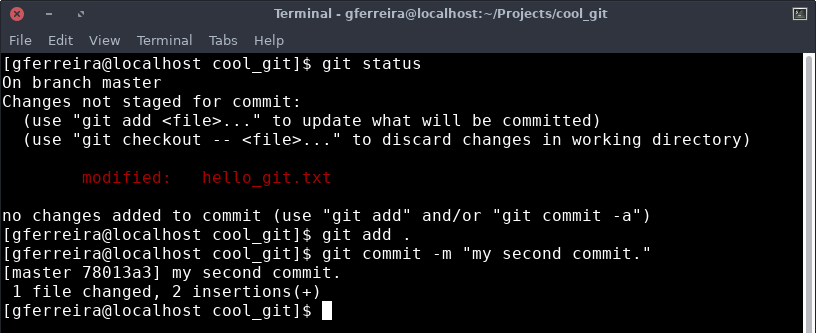 Terminal - gferreira@localhost:~/Projects/cool_git
File Edit View Terminal Tabs Help
[gferreira@localhost cool_git]$ git status
On branch master
Changes not staged for commit:
  (use "git add <file>..." to update what will be committed)
  (use "git checkout -- <file>..." to discard changes in working directory)

        modified:   hello_git.txt

no changes added to commit (use "git add" and/or "git commit -a")
[gferreira@localhost cool_git]$ git add .
[gferreira@localhost cool_git]$ git commit -m "my second commit."
[master 78013a3] my second commit.
 1 file changed, 2 insertions(+)
[gferreira@localhost cool_git]$